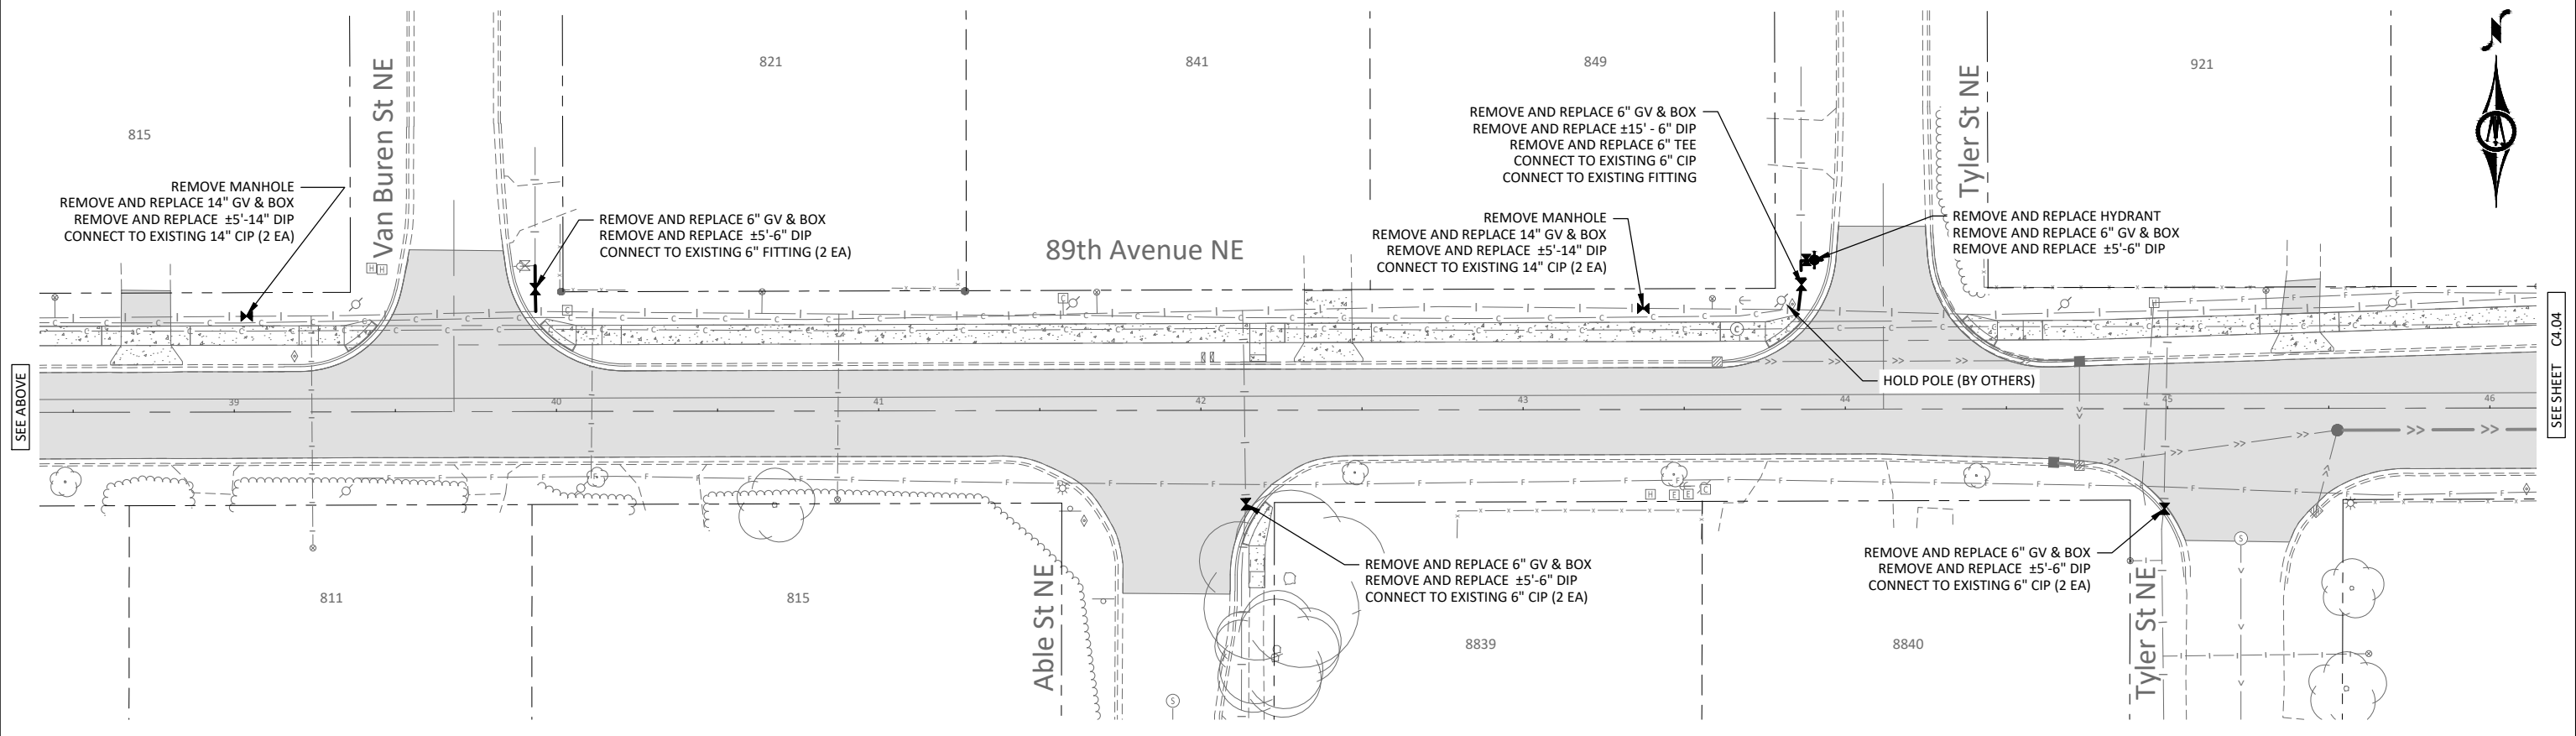 821
841
849
921
815
Van Buren St NE
Tyler St NE
REMOVE AND REPLACE 6" GV & BOX
REMOVE AND REPLACE ±15' - 6" DIP
REMOVE AND REPLACE 6" TEE
CONNECT TO EXISTING 6" CIP
CONNECT TO EXISTING FITTING
REMOVE MANHOLE
REMOVE AND REPLACE 14" GV & BOX
REMOVE AND REPLACE ±5'-14" DIP
CONNECT TO EXISTING 14" CIP (2 EA)
REMOVE AND REPLACE 6" GV & BOX
REMOVE AND REPLACE ±5'-6" DIP
CONNECT TO EXISTING 6" FITTING (2 EA)
89th Avenue NE
REMOVE MANHOLE
REMOVE AND REPLACE 14" GV & BOX
REMOVE AND REPLACE ±5'-14" DIP
CONNECT TO EXISTING 14" CIP (2 EA)
REMOVE AND REPLACE HYDRANT
REMOVE AND REPLACE 6" GV & BOX
REMOVE AND REPLACE ±5'-6" DIP
HOLD POLE (BY OTHERS)
SEE ABOVE
SEE SHEET C4.04
39
40
41
42
43
44
45
46
REMOVE AND REPLACE 6" GV & BOX
REMOVE AND REPLACE ±5'-6" DIP
CONNECT TO EXISTING 6" CIP (2 EA)
REMOVE AND REPLACE 6" GV & BOX
REMOVE AND REPLACE ±5'-6" DIP
CONNECT TO EXISTING 6" CIP (2 EA)
811
815
Able St NE
8839
8840
Tyler St NE